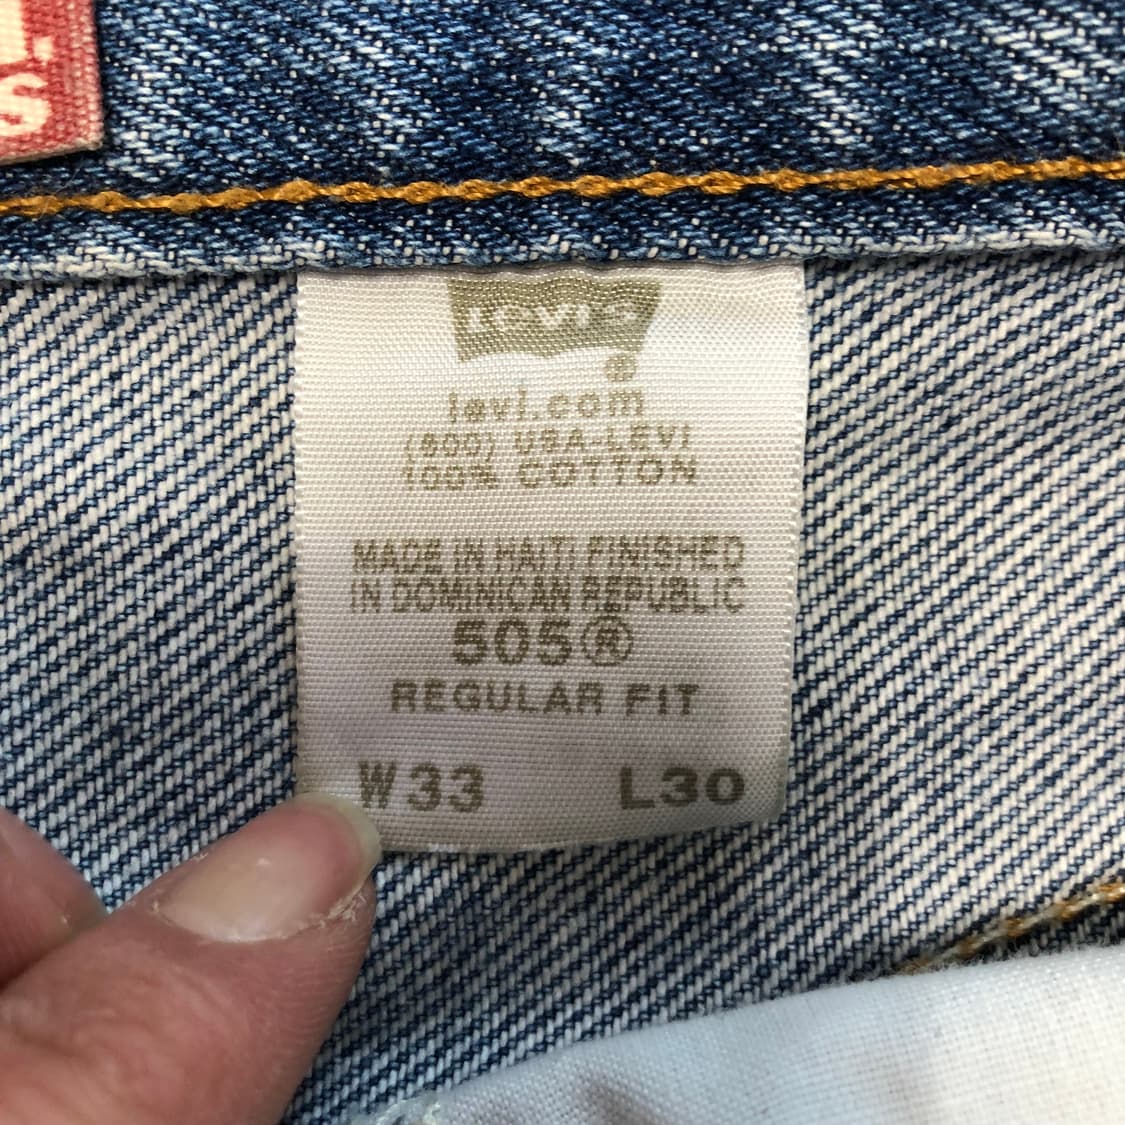 L
S
Levi's
®
levi.com
(800) USA-LEVI
100% COTTON
MADE IN HAITI FINISHED
IN DOMINICAN REPUBLIC
505®
REGULAR FIT
W33 L30